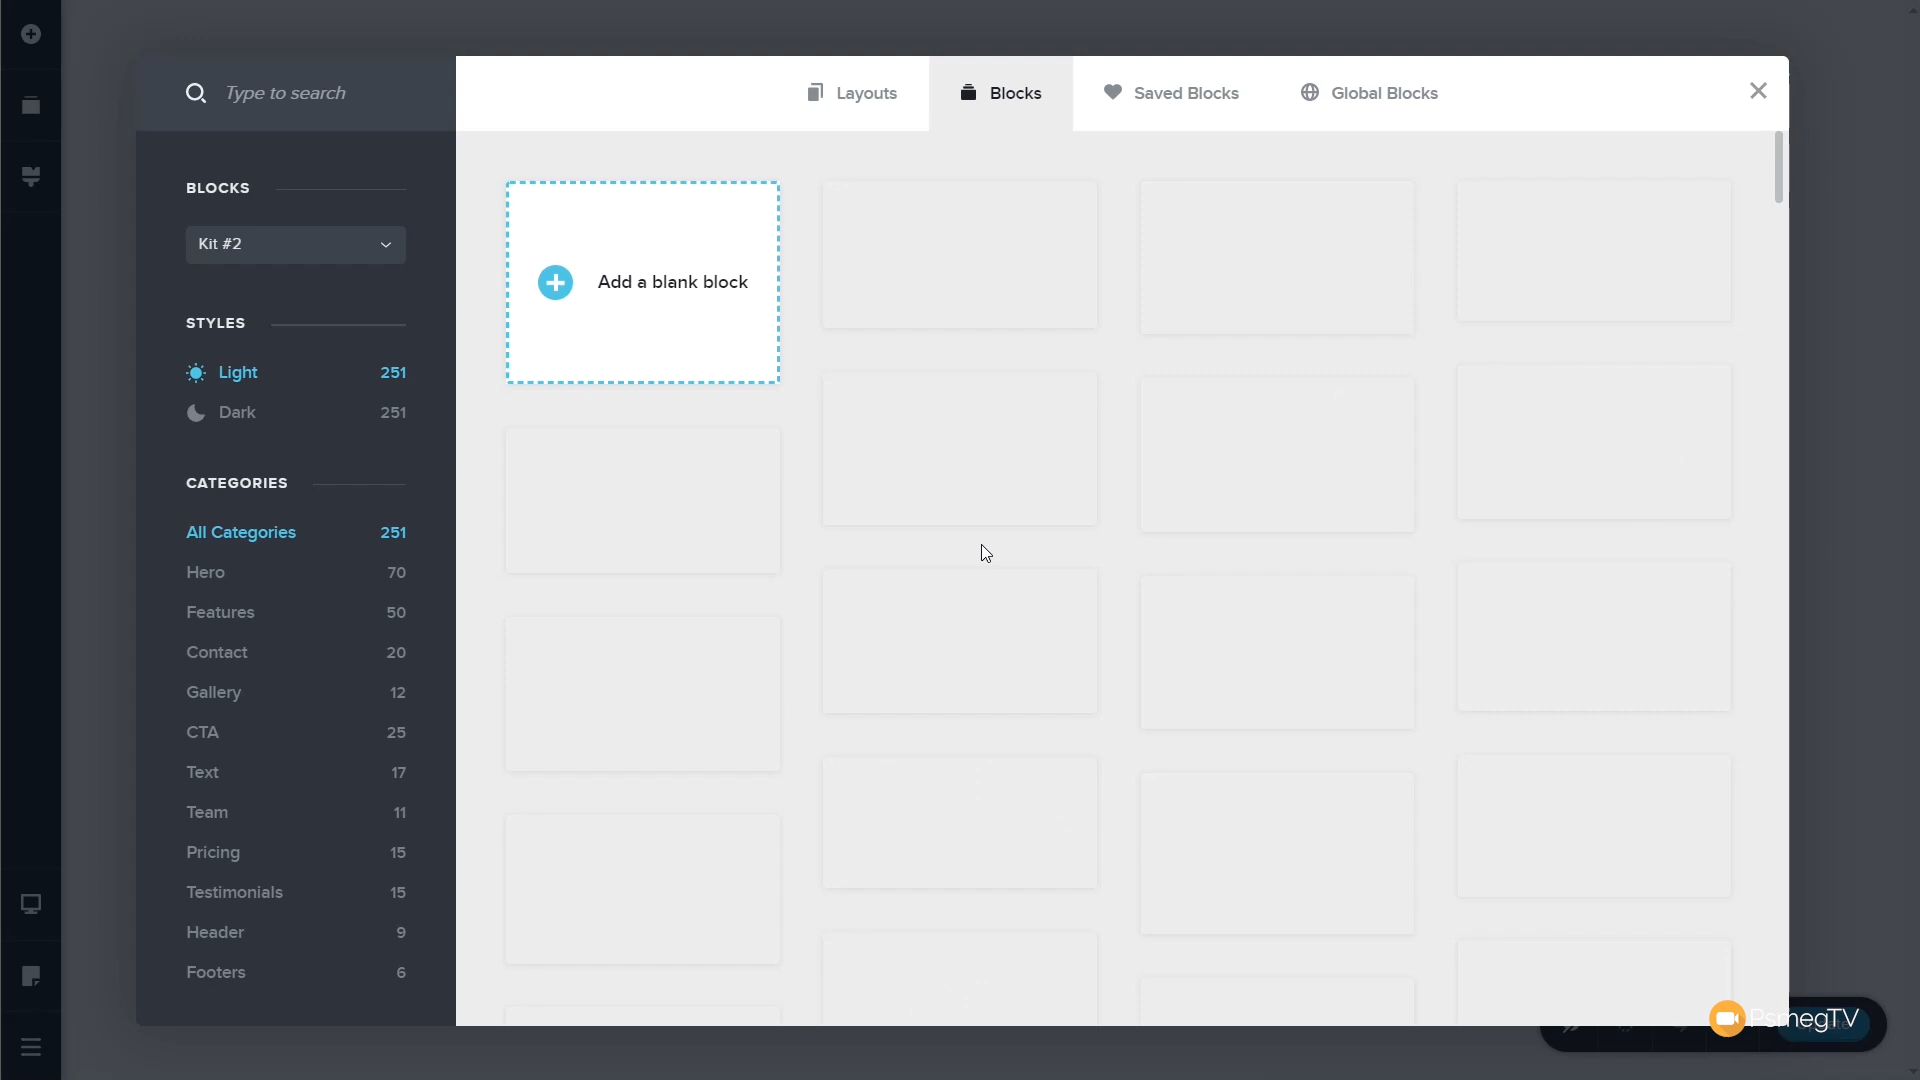 Type to search
Layouts
Blocks
Saved Blocks
Global Blocks
BLOCKS
Kit #2
STYLES
Light 251
Dark 251
CATEGORIES
All Categories 251
Hero 70
Features 50
Contact 20
Gallery 12
CTA 25
Text 17
Team 11
Pricing 15
Testimonials 15
Header 9
Footers 6
Add a blank block
PsmegTV